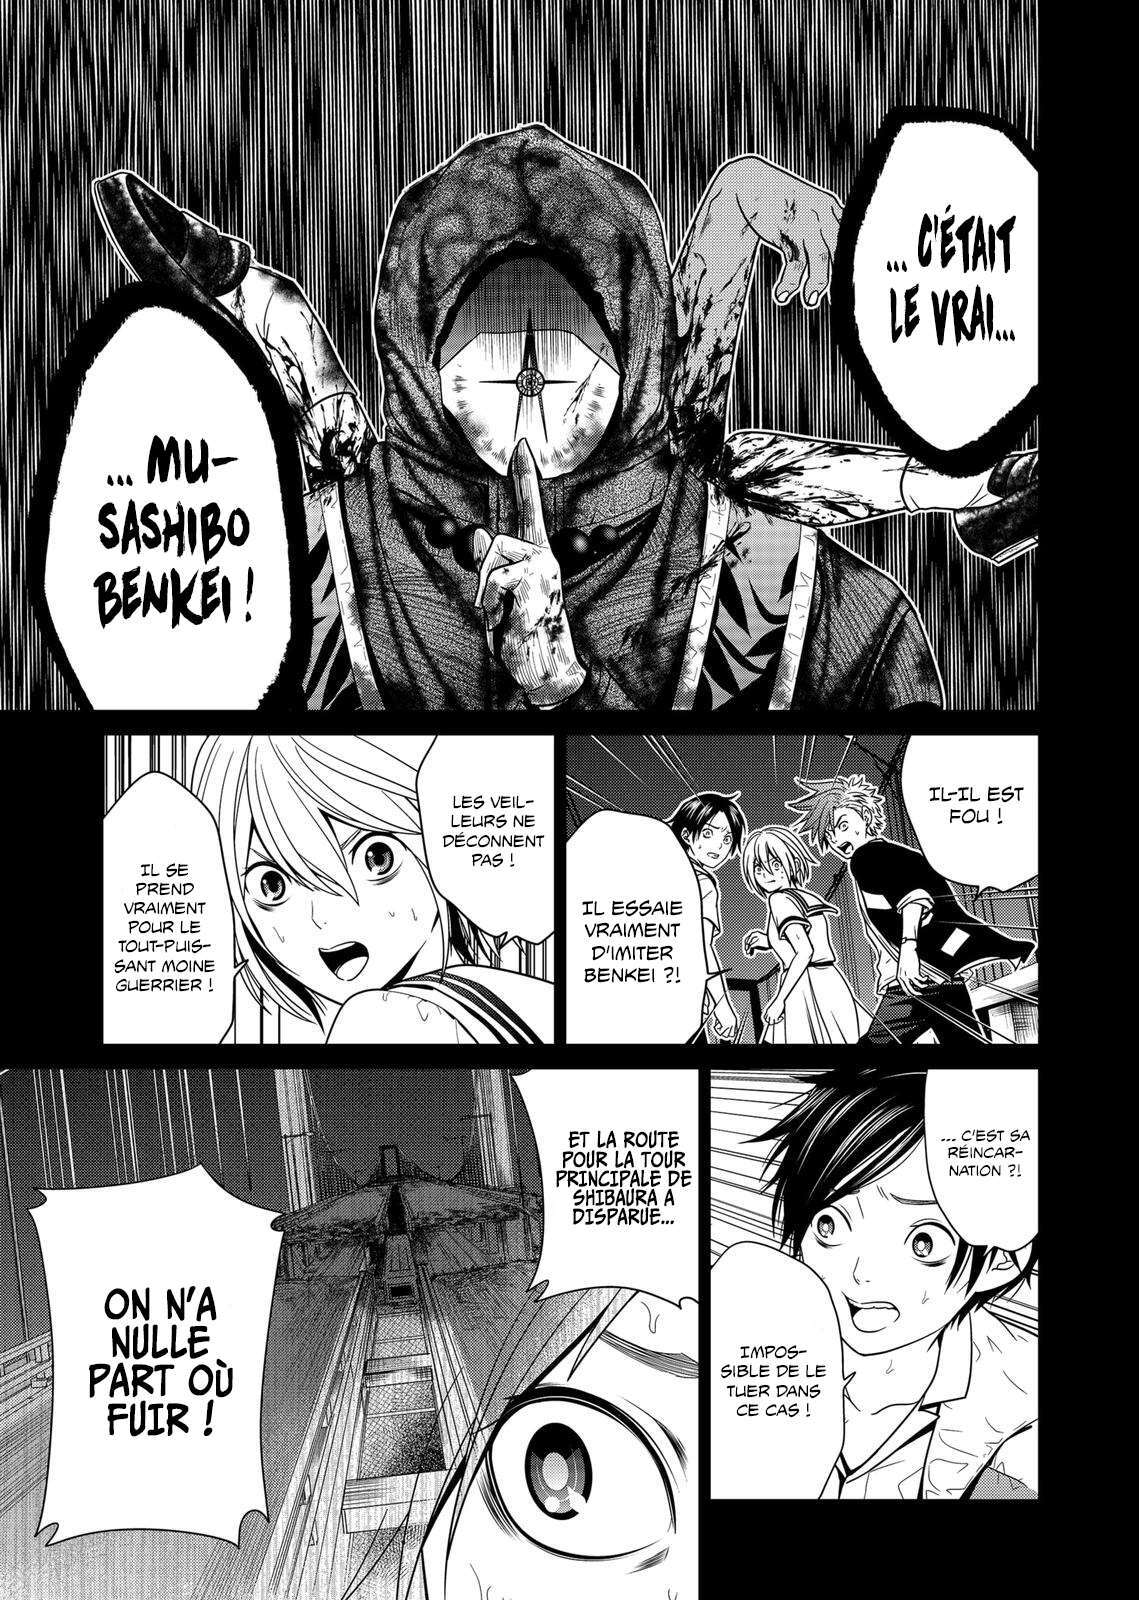 ... C'ÉTAIT
LE VRAI...
... MU-
SASHIBO
BENKEI !
IL-IL EST
FOU !
IL ESSAIE
VRAIMENT
D'IMITER
BENKEI ?!
LES VEIL-
LEURS NE
DÉCONNENT
PAS !
IL SE
PREND
VRAIMENT
POUR LE
TOUT-PUIS-
SANT MOINE
GUERRIER !
... C'EST SA
RÉINCAR-
NATION ?!
IMPOS-
SIBLE DE LE
TUER DANS
CE CAS !
ET LA ROUTE
POUR LA TOUR
PRINCIPALE DE
SHIBAURA A
DISPARUE...
ON N'A
NULLE
PART OÙ
FUIR !